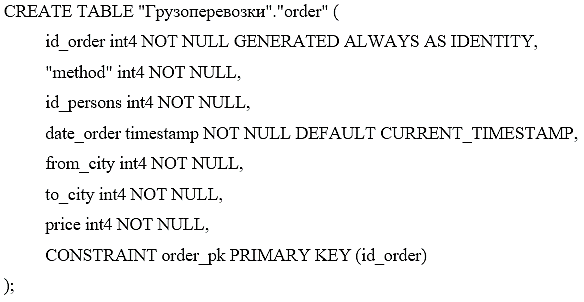 CREATE TABLE "Грузоперевозки"."order" (
id_order int4 NOT NULL GENERATED ALWAYS AS IDENTITY,
"method" int4 NOT NULL,
id_persons int4 NOT NULL,
date_order timestamp NOT NULL DEFAULT CURRENT_TIMESTAMP,
from_city int4 NOT NULL,
to_city int4 NOT NULL,
price int4 NOT NULL,
CONSTRAINT order_pk PRIMARY KEY (id_order)
);